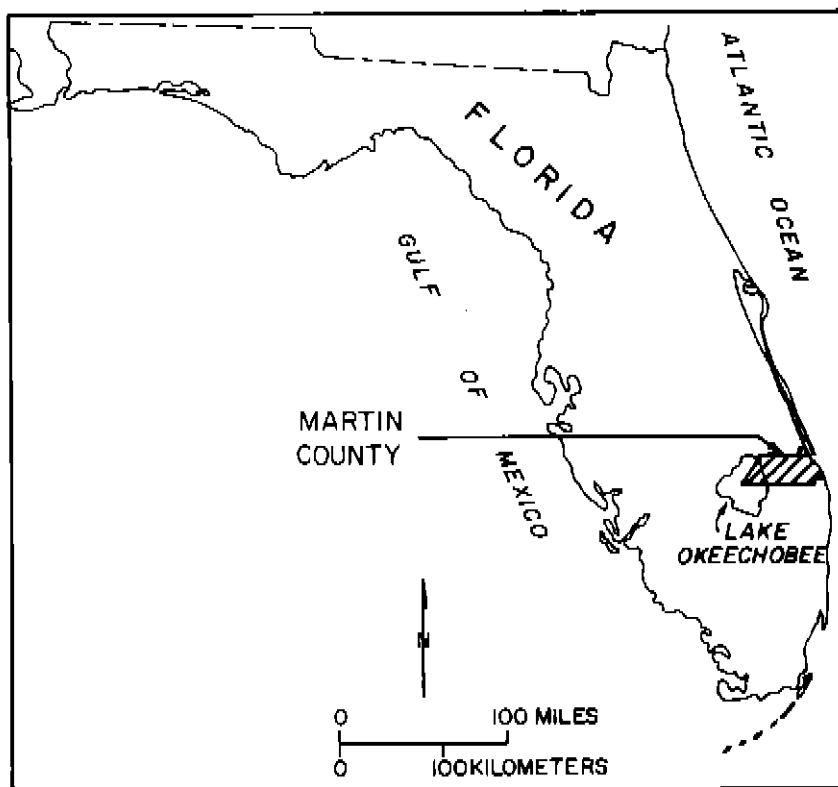 ATLANTIC OCEAN
FLORIDA
GULF OF MEXICO
MARTIN
COUNTY
LAKE
OKEECHOBEE
N
0 100 MILES
0 100 KILOMETERS